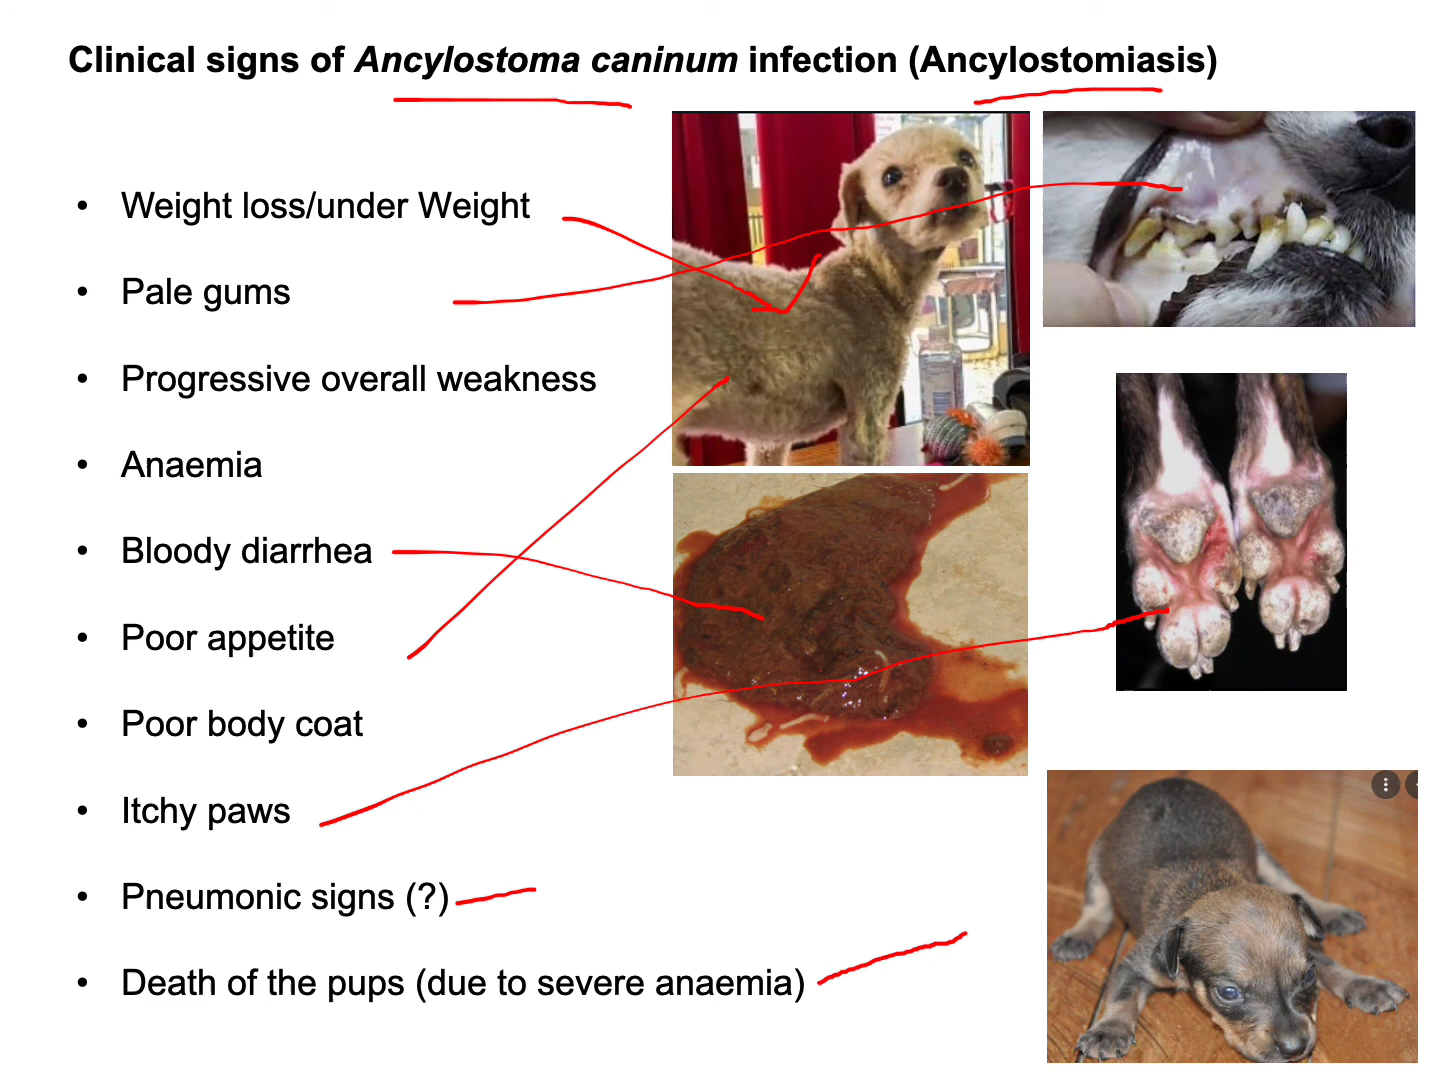 Clinical signs of Ancylostoma caninum infection (Ancylostomiasis)
• Weight loss/under Weight
• Pale gums
• Progressive overall weakness
• Anaemia
• Bloody diarrhea
• Poor appetite
• Poor body coat
• Itchy paws
• Pneumonic signs (?)
• Death of the pups (due to severe anaemia)